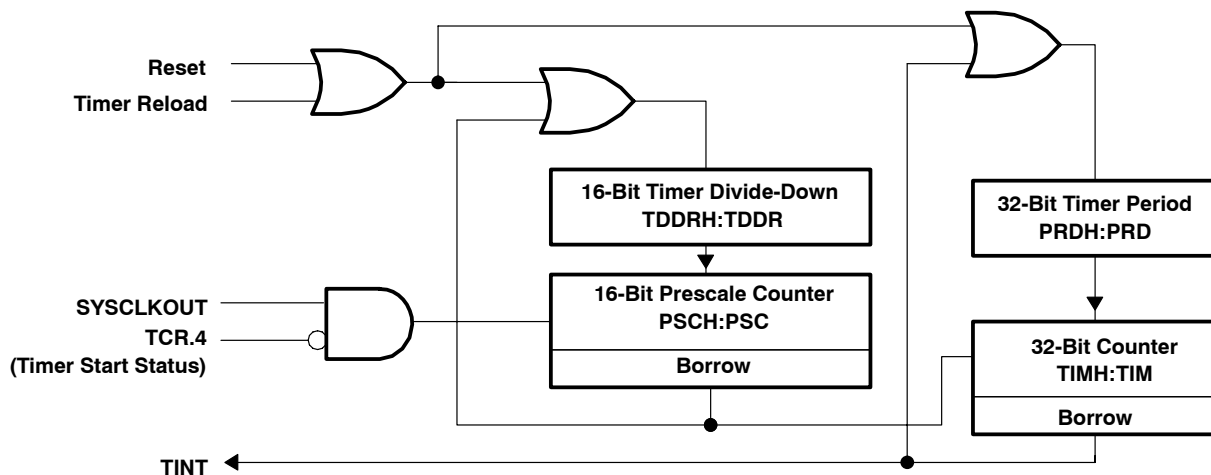 Reset
Timer Reload
16-Bit Timer Divide-Down
TDDRH:TDDR
32-Bit Timer Period
PRDH:PRD
SYSCLKOUT
TCR.4
(Timer Start Status)
16-Bit Prescale Counter
PSCH:PSC
Borrow
32-Bit Counter
TIMH:TIM
Borrow
TINT